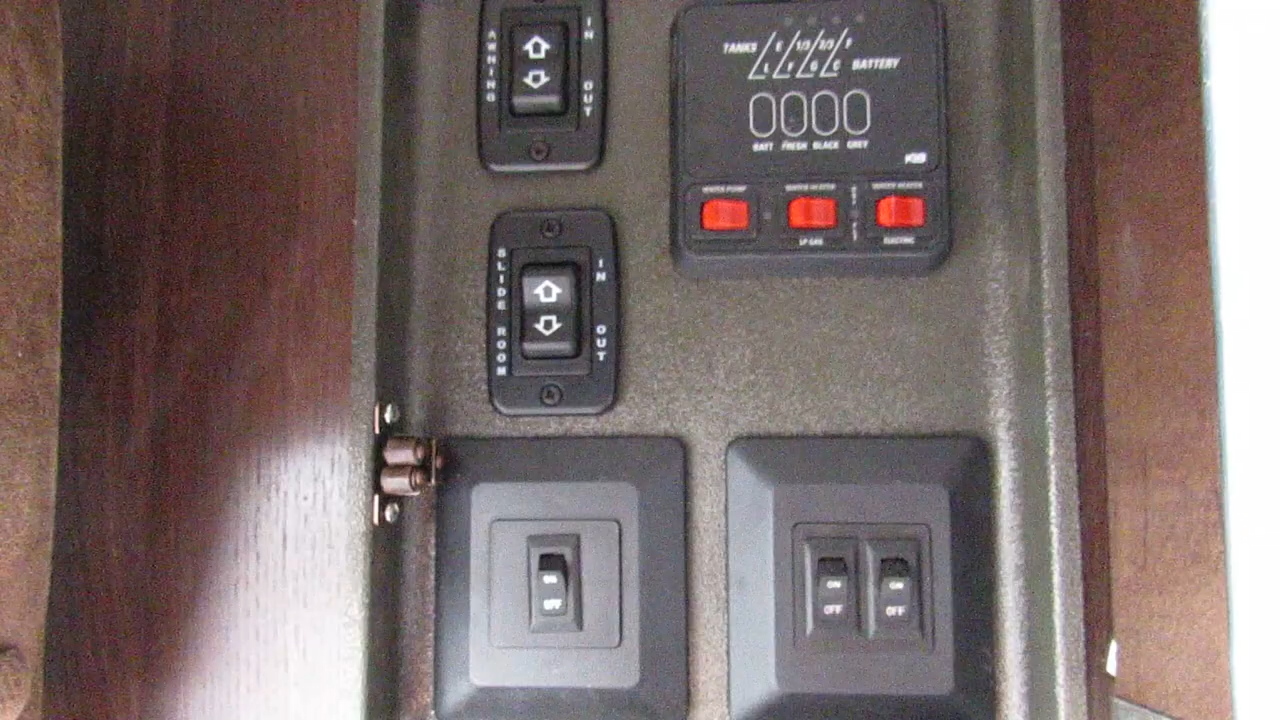 AWNING
IN
OUT
TANKS E 1/3 2/3 F
L F G C BATTERY
BATT FRESH BLACK GREY
WATER PUMP WATER HEATER WATER HEATER
LP GAS ELECTRIC
SLIDE ROOM
IN
OUT
ON
OFF
ON
OFF
ON
OFF